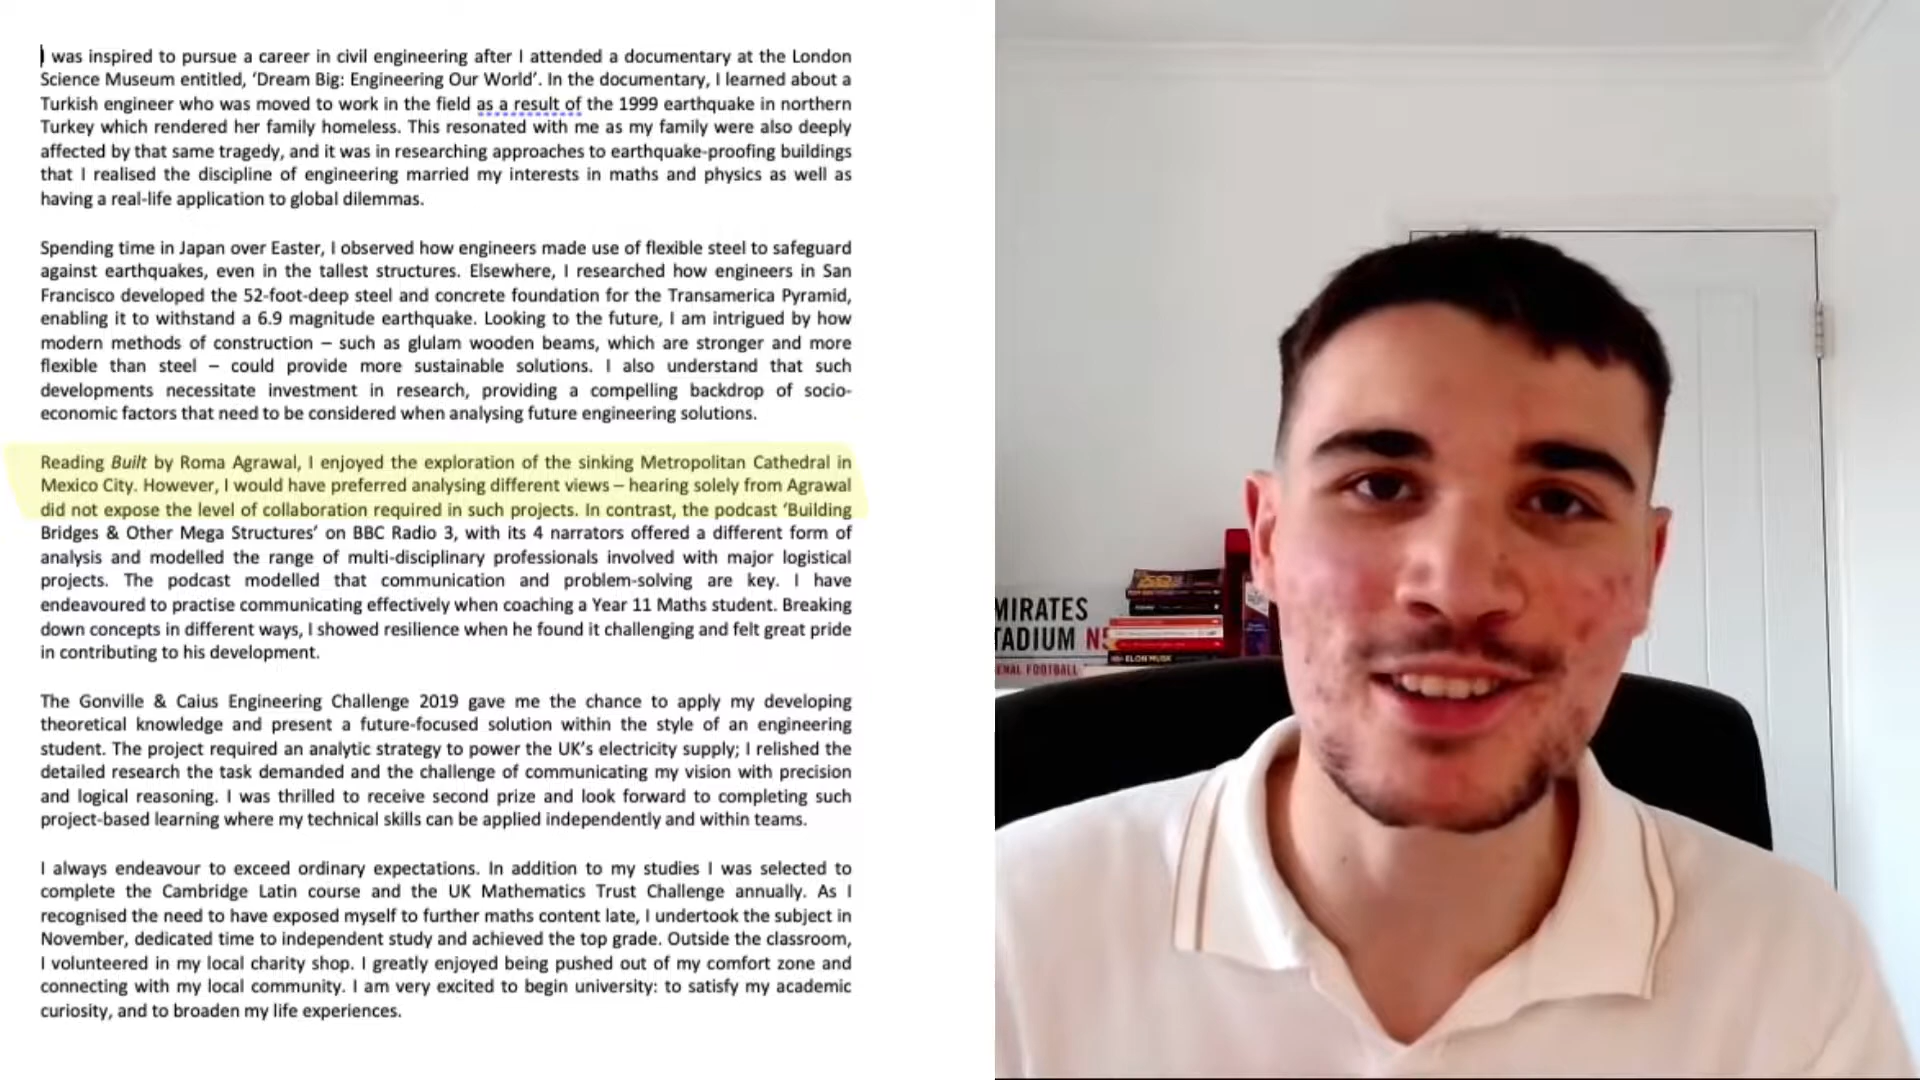 I was inspired to pursue a career in civil engineering after I attended a documentary at the London
Science Museum entitled, ‘Dream Big: Engineering Our World’. In the documentary, I learned about a
Turkish engineer who was moved to work in the field as a result of the 1999 earthquake in northern
Turkey which rendered her family homeless. This resonated with me as my family were also deeply
affected by that same tragedy, and it was in researching approaches to earthquake-proofing buildings
that I realised the discipline of engineering married my interests in maths and physics as well as
having a real-life application to global dilemmas.
Spending time in Japan over Easter, I observed how engineers made use of flexible steel to safeguard
against earthquakes, even in the tallest structures. Elsewhere, I researched how engineers in San
Francisco developed the 52-foot-deep steel and concrete foundation for the Transamerica Pyramid,
enabling it to withstand a 6.9 magnitude earthquake. Looking to the future, I am intrigued by how
modern methods of construction – such as glulam wooden beams, which are stronger and more
flexible than steel – could provide more sustainable solutions. I also understand that such
developments necessitate investment in research, providing a compelling backdrop of socio-
economic factors that need to be considered when analysing future engineering solutions.
Reading Built by Roma Agrawal, I enjoyed the exploration of the sinking Metropolitan Cathedral in
Mexico City. However, I would have preferred analysing different views – hearing solely from Agrawal
did not expose the level of collaboration required in such projects. In contrast, the podcast ‘Building
Bridges & Other Mega Structures’ on BBC Radio 3, with its 4 narrators offered a different form of
analysis and modelled the range of multi-disciplinary professionals involved with major logistical
projects. The podcast modelled that communication and problem-solving are key. I have
endeavoured to practise communicating effectively when coaching a Year 11 Maths student. Breaking
down concepts in different ways, I showed resilience when he found it challenging and felt great pride
in contributing to his development.
The Gonville & Caius Engineering Challenge 2019 gave me the chance to apply my developing
theoretical knowledge and present a future-focused solution within the style of an engineering
student. The project required an analytic strategy to power the UK’s electricity supply; I relished the
detailed research the task demanded and the challenge of communicating my vision with precision
and logical reasoning. I was thrilled to receive second prize and look forward to completing such
project-based learning where my technical skills can be applied independently and within teams.
I always endeavour to exceed ordinary expectations. In addition to my studies I was selected to
complete the Cambridge Latin course and the UK Mathematics Trust Challenge annually. As I
recognised the need to have exposed myself to further maths content late, I undertook the subject in
November, dedicated time to independent study and achieved the top grade. Outside the classroom,
I volunteered in my local charity shop. I greatly enjoyed being pushed out of my comfort zone and
connecting with my local community. I am very excited to begin university: to satisfy my academic
curiosity, and to broaden my life experiences.
MIRATES
TADIUM N5
ENAL FOOTBALL
ELON MUSK